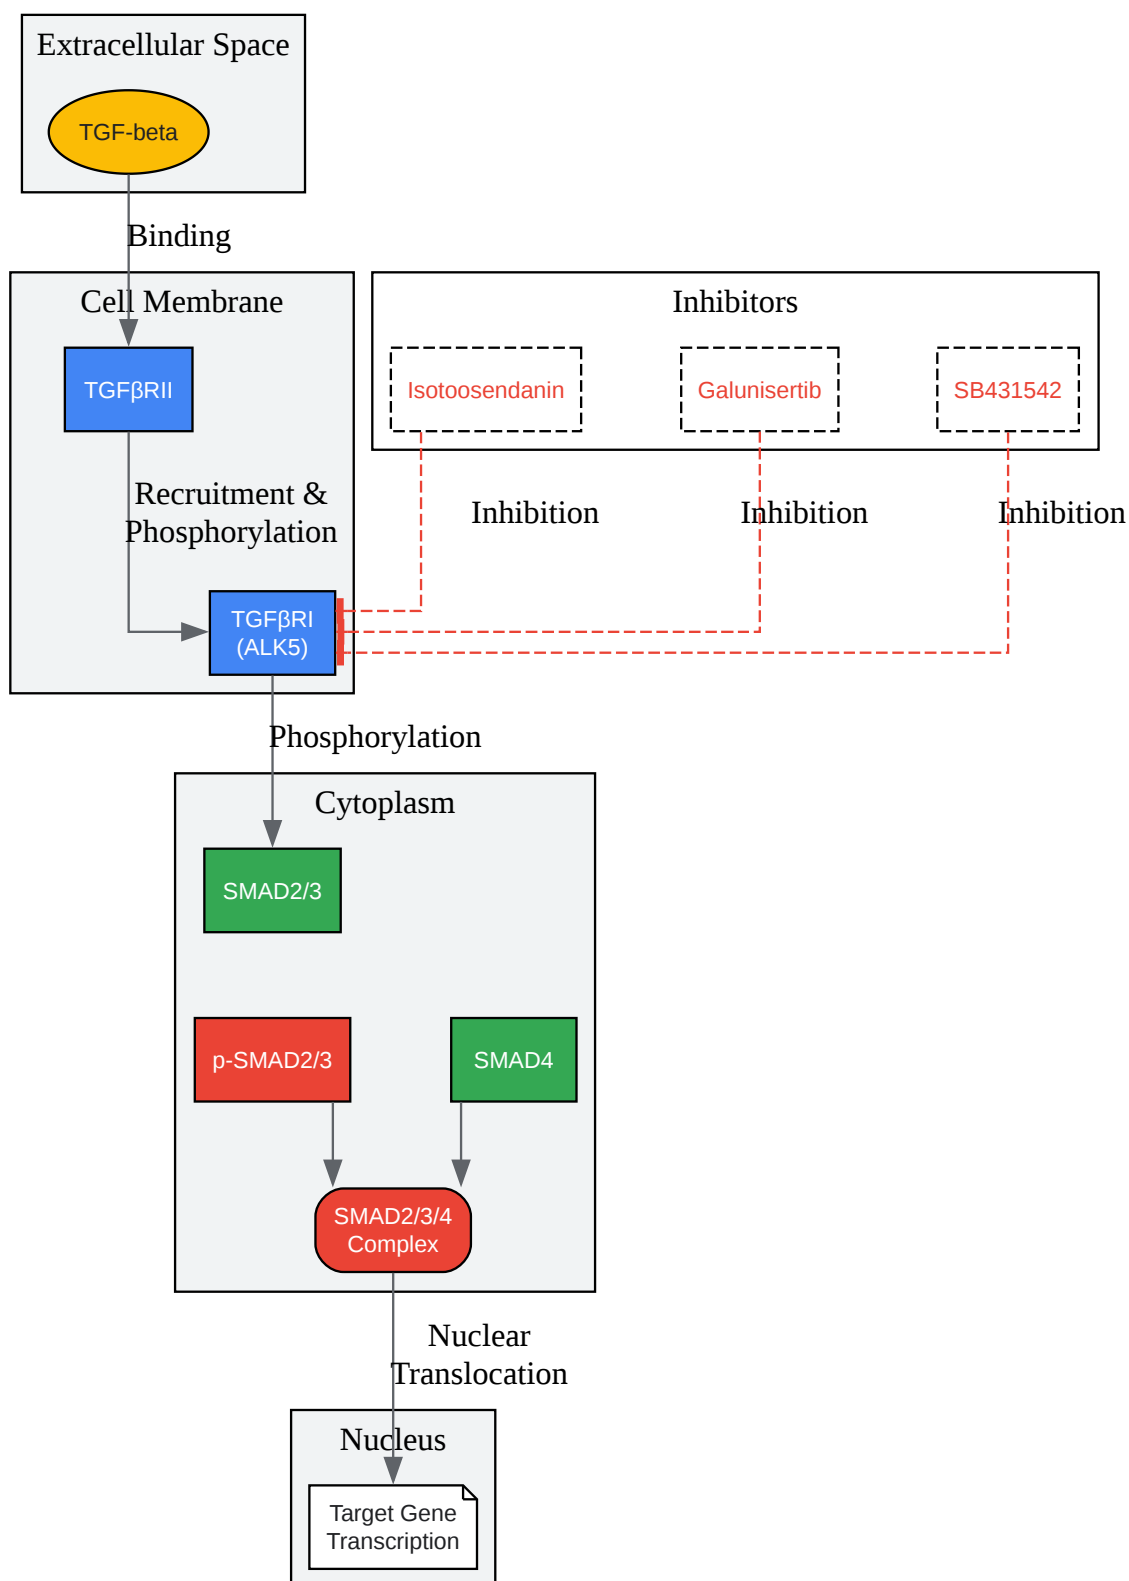 Extracellular Space
TGF-beta
Binding
Cell Membrane
Inhibitors
TGFβRII
Isotoosendanin
Galunisertib
SB431542
Recruitment &
Phosphorylation
Inhibition
Inhibition
Inhibition
TGFβRI
(ALK5)
Phosphorylation
Cytoplasm
SMAD2/3
p-SMAD2/3
SMAD4
SMAD2/3/4
Complex
Nuclear
Translocation
Nucleus
Target Gene
Transcription